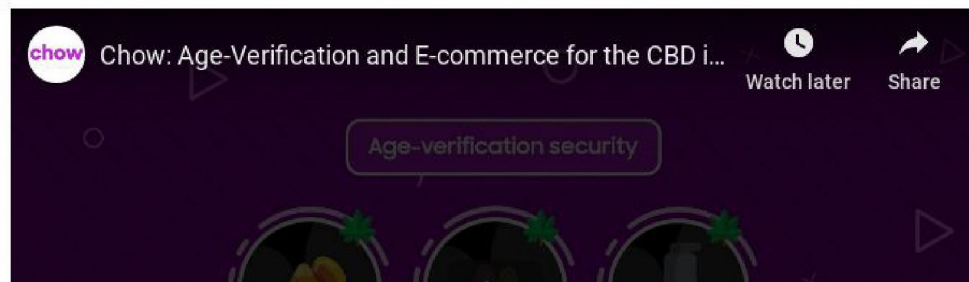 chow
Chow: Age-Verification and E-commerce for the CBD i...
Watch later
Share
Age-verification security